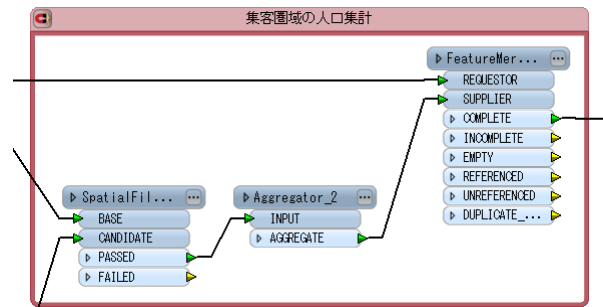 集客圏域の人口集計
FeatureMer...
REQUESTOR
SUPPLIER
COMPLETE
INCOMPLETE
EMPTY
REFERENCED
UNREFERENCED
DUPLICATE_...
SpatialFil...
BASE
CANDIDATE
PASSED
FAILED
Aggregator_2
INPUT
AGGREGATE